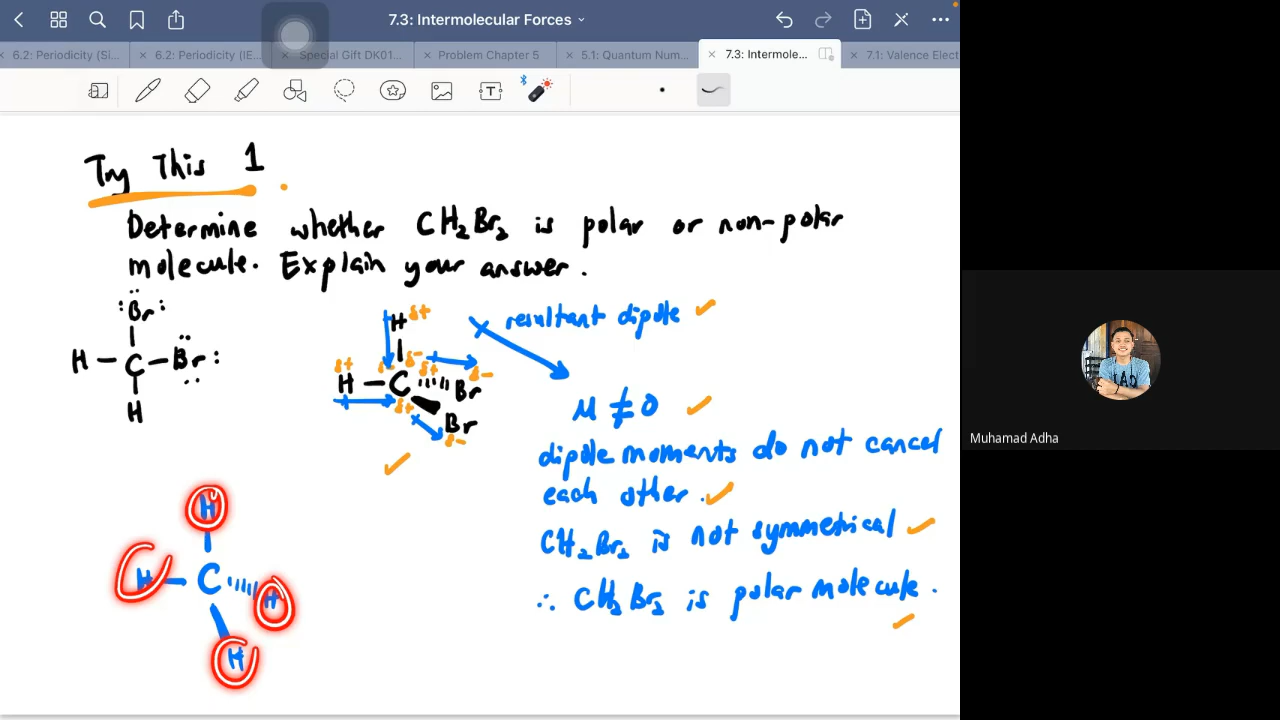 7.3: Intermolecular Forces
6.2: Periodicity (Si...
6.2: Periodicity (IE...
Special Gift DK01...
Problem Chapter 5
5.1: Quantum Num...
7.3: Intermole...
7.1: Valence Elect
Try This 1
Determine whether CH₂Br₂ is polar or non-polar
molecule. Explain your answer.
Br
H C Br
H
H δ+
δ+ δ- δ+ δ-
H C Br
δ+ Br
δ-
resultant dipole
μ ≠ 0
dipole moments do not cancel
each other.
CH₂Br₂ is not symmetrical
∴ CH₂Br₂ is polar molecule.
H
H C H
H
Muhamad Adha